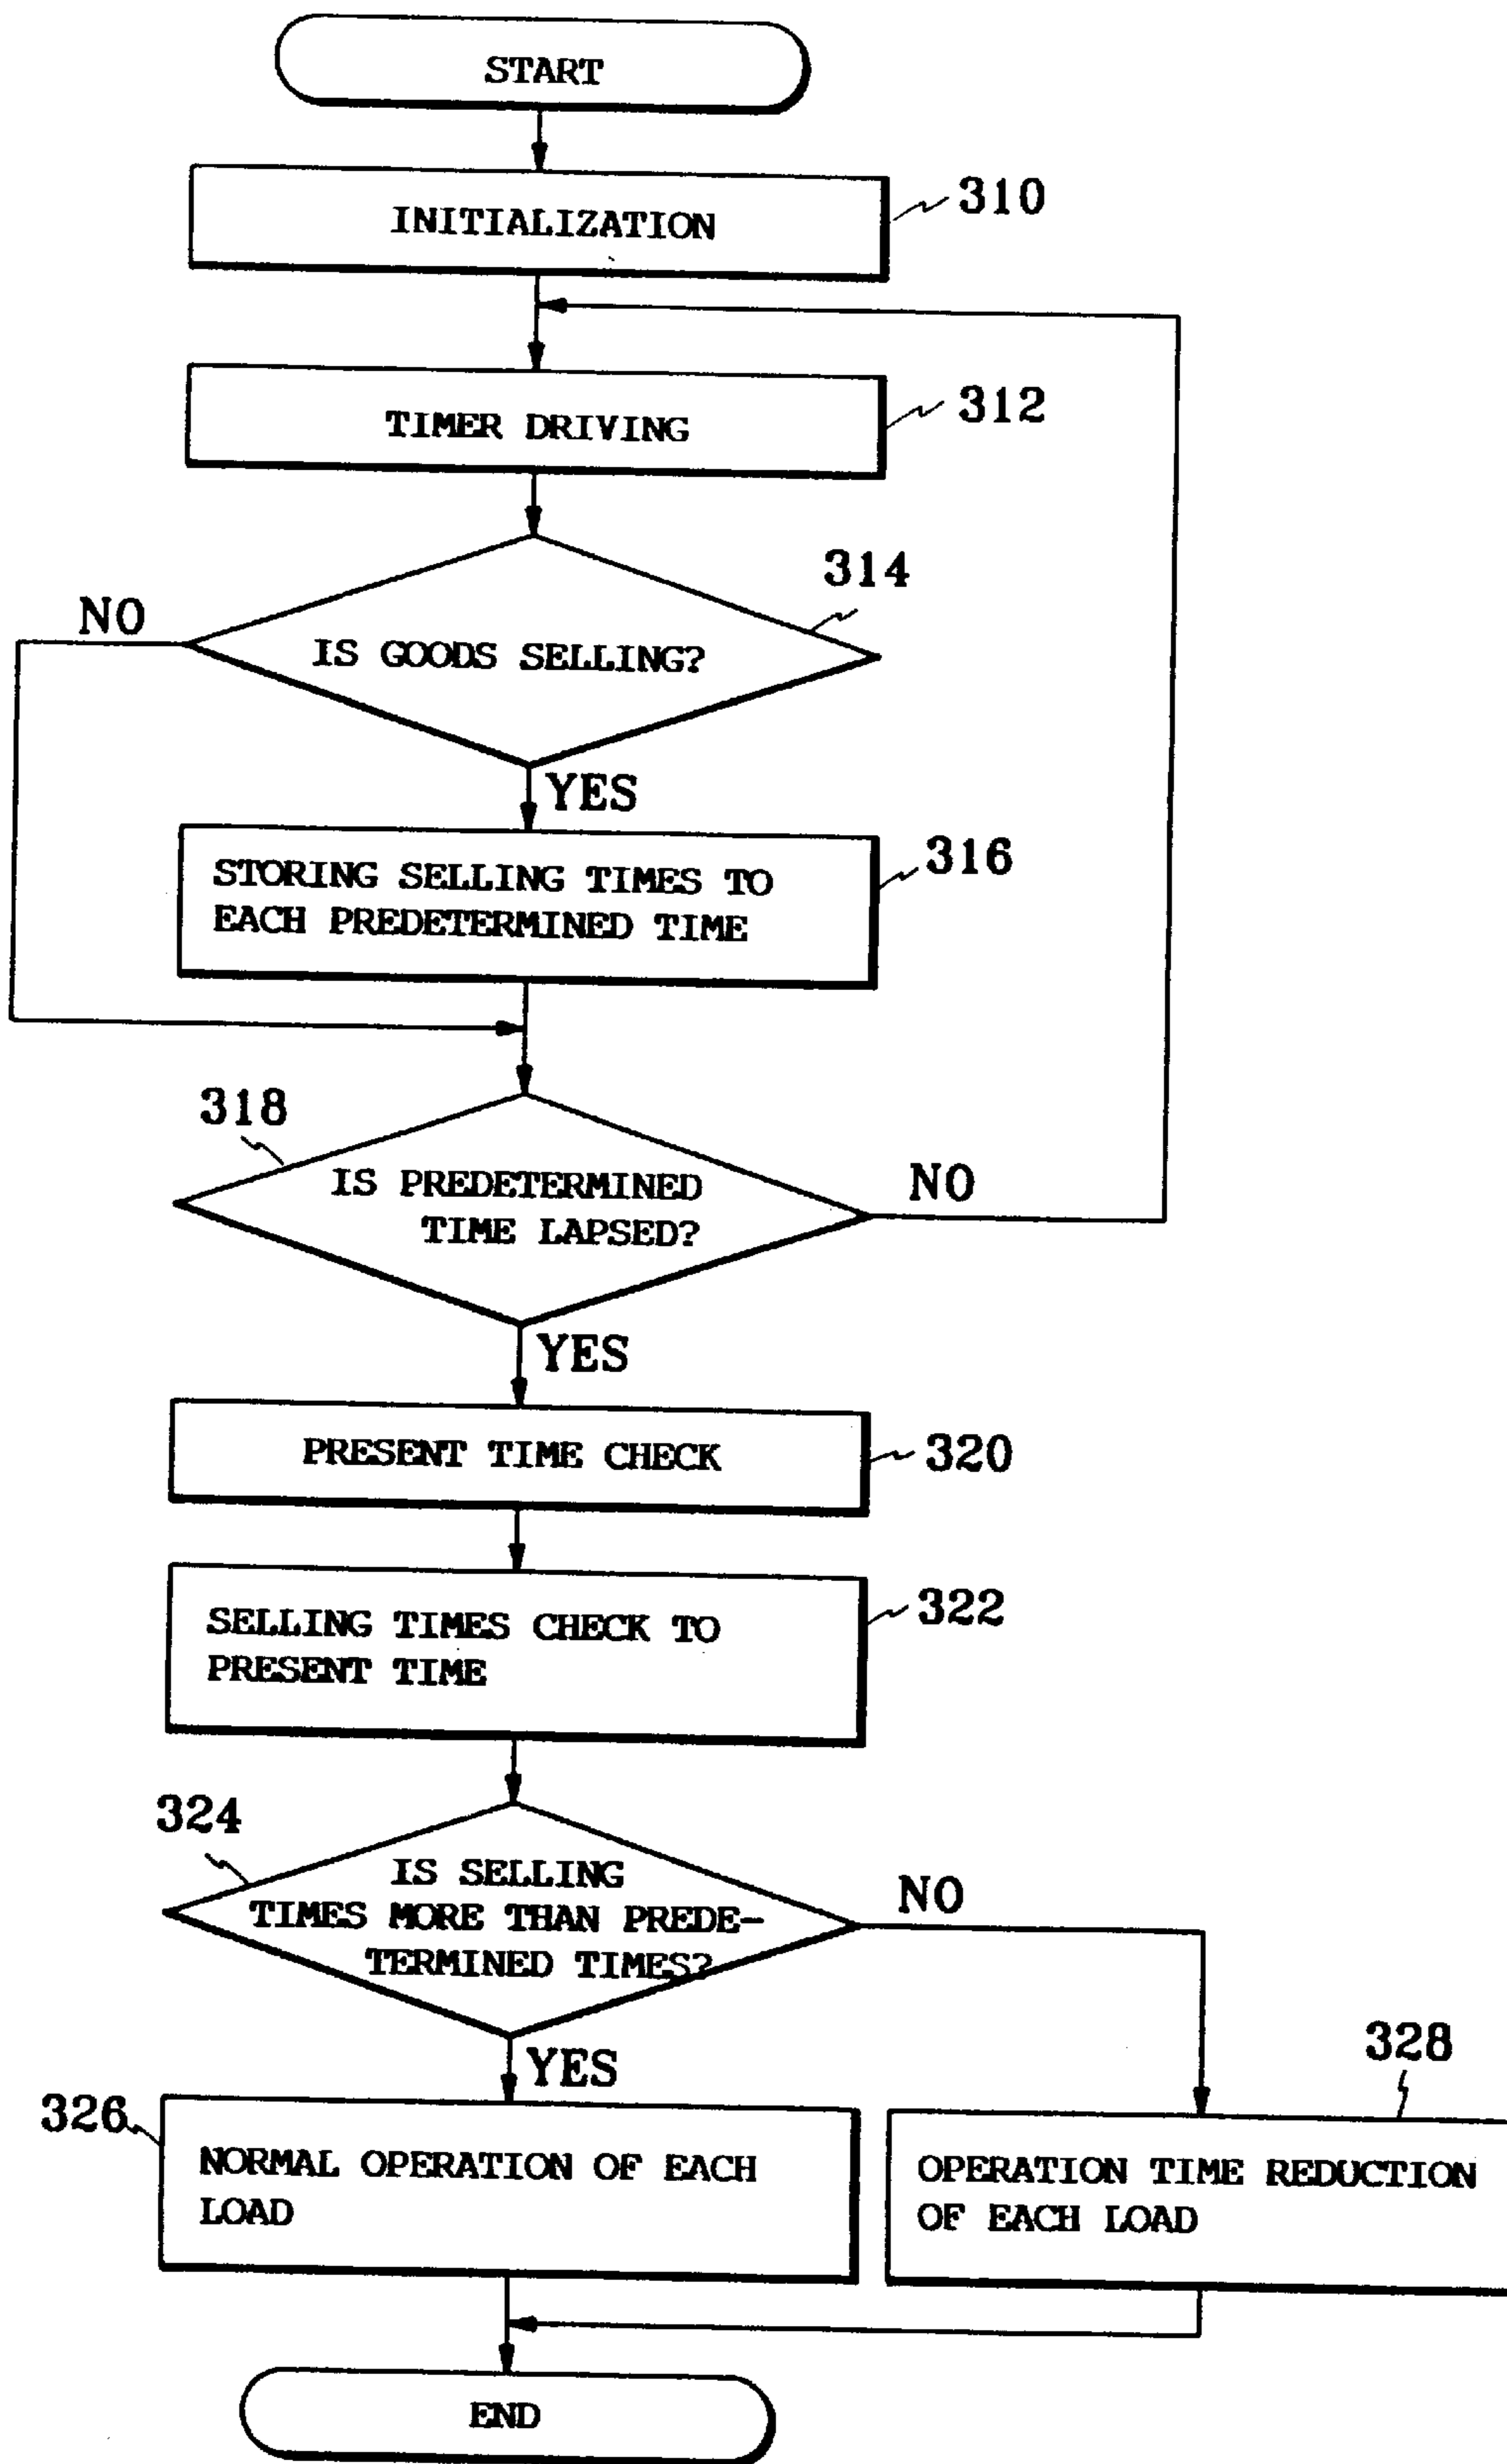 START
INITIALIZATION
310
TIMER DRIVING
312
314
NO
IS GOODS SELLING?
YES
STORING SELLING TIMES TO
EACH PREDETERMINED TIME
316
318
IS PREDETERMINED
TIME LAPSED?
NO
YES
PRESENT TIME CHECK
320
SELLING TIMES CHECK TO
PRESENT TIME
322
324
IS SELLING
TIMES MORE THAN PREDE-
TERMINED TIMES?
NO
YES
328
326
NORMAL OPERATION OF EACH
LOAD
OPERATION TIME REDUCTION
OF EACH LOAD
END